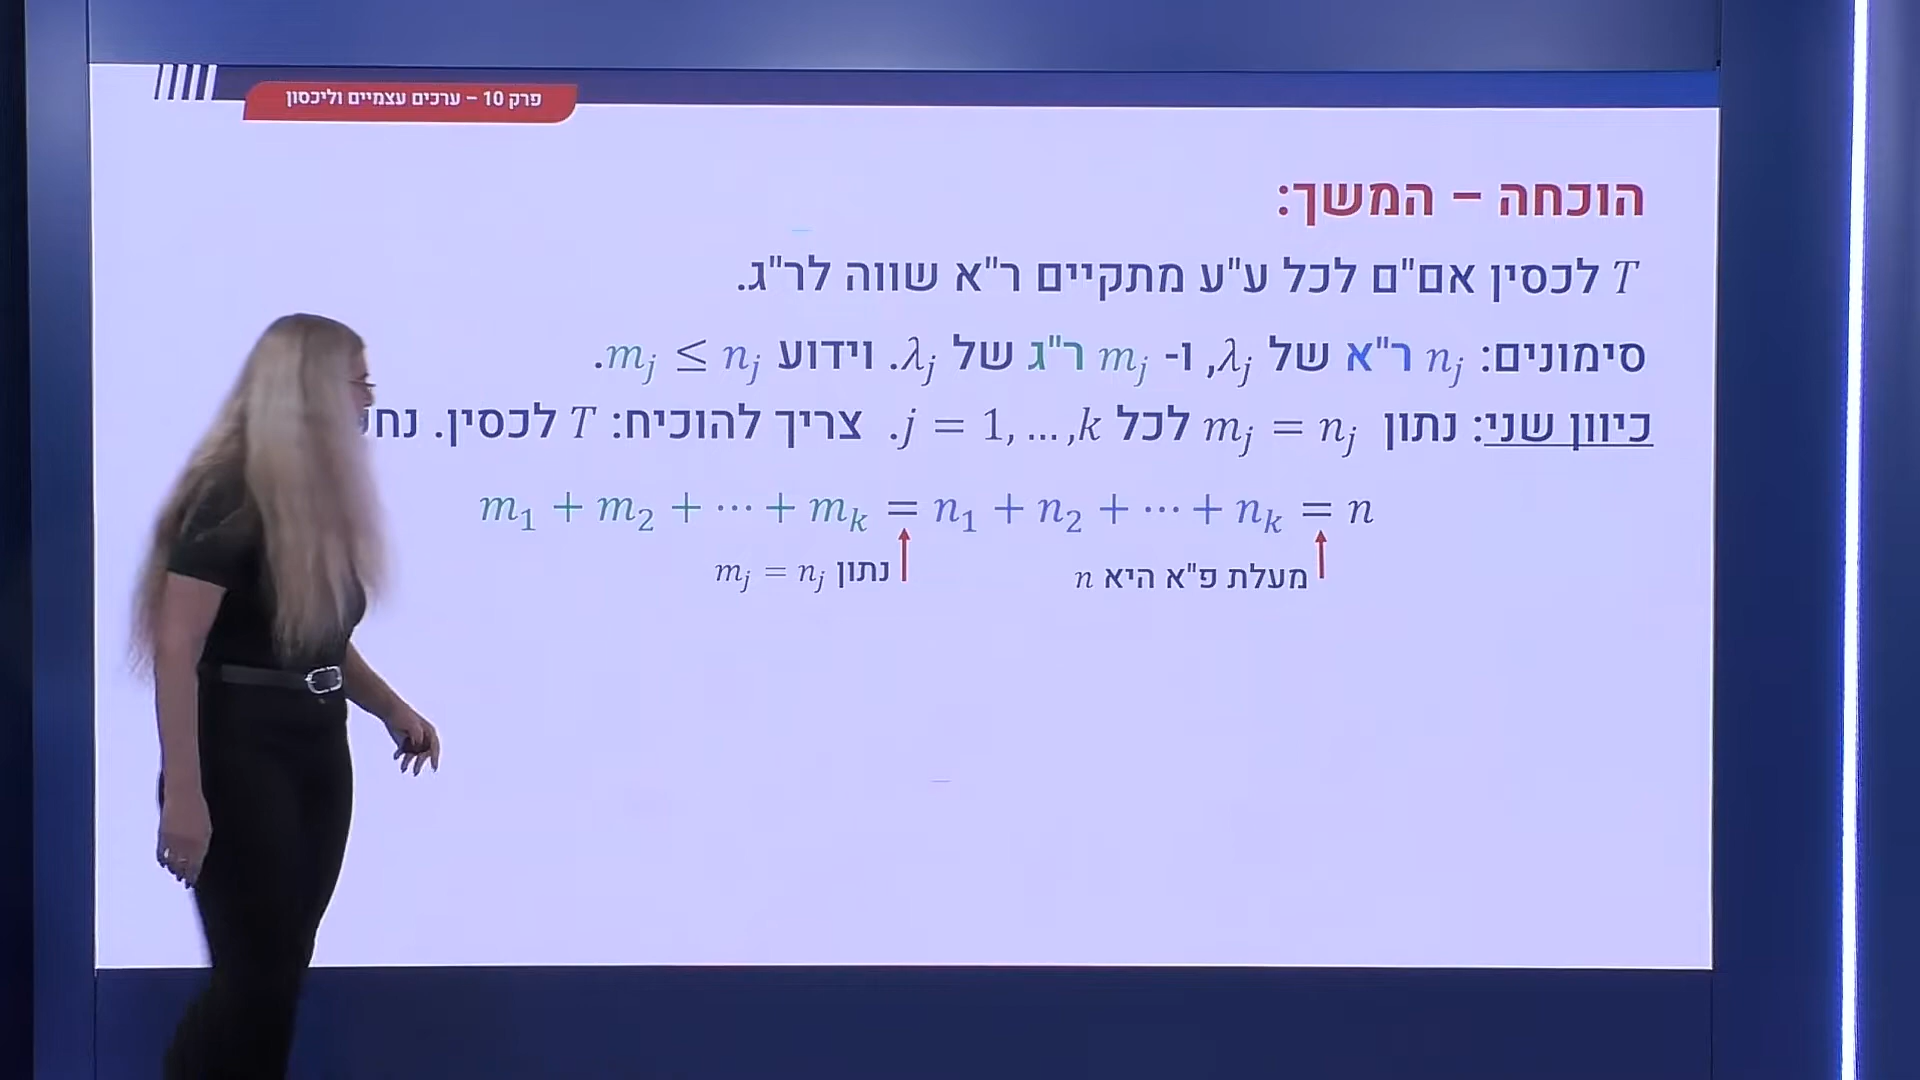 פרק 10 – ערכים עצמיים וליכסון
הוכחה – המשך:
T לכסין אם"ם לכל ע"ע מתקיים ר"א שווה לר"ג.
סימונים: n_j ר"א של λ_j, ו- m_j ר"ג של λ_j. וידוע m_j ≤ n_j.
כיוון שני: נתון m_j = n_j לכל j = 1, … ,k. צריך להוכיח: T לכסין.
m_1 + m_2 + ⋯ + m_k = n_1 + n_2 + ⋯ + n_k = n
נתון m_j = n_j
מעלת פ"א היא n